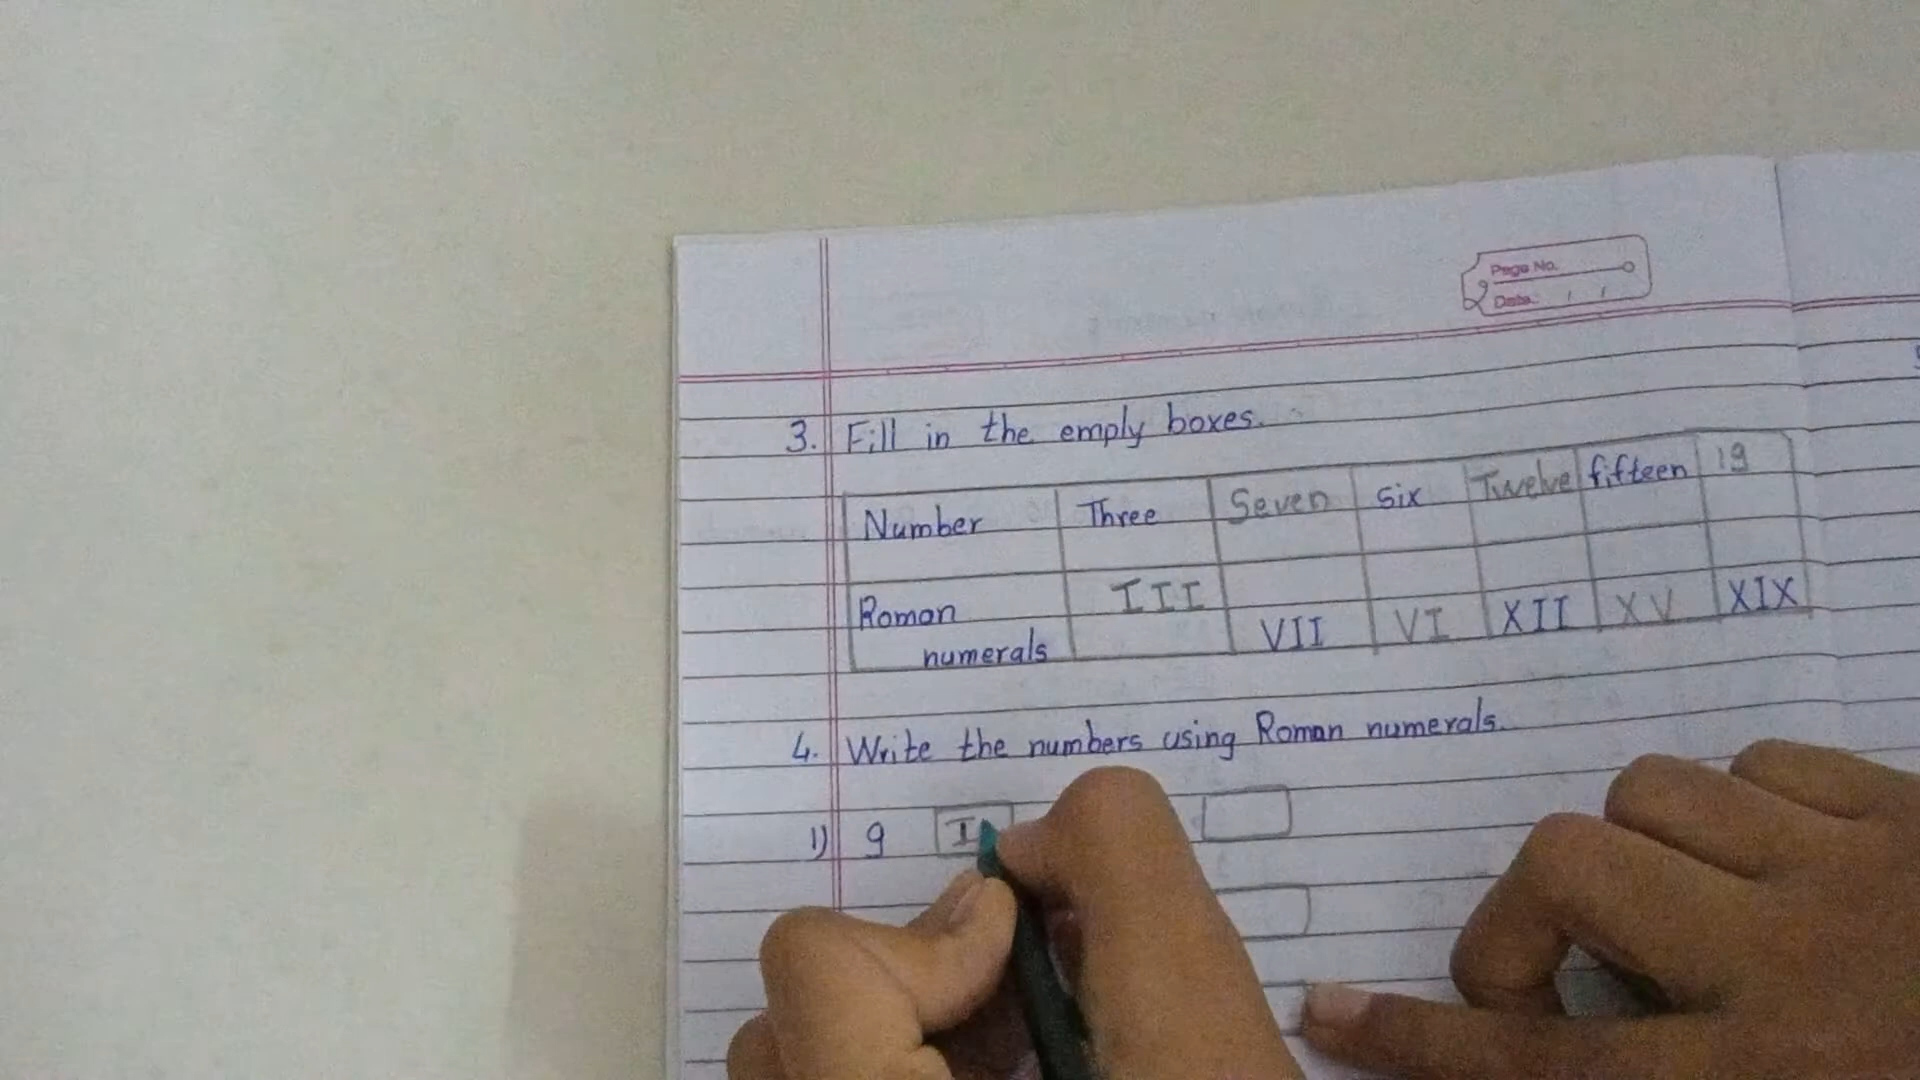 Page No.
Date: / /
3. Fill in the emply boxes.
Number Three Seven Six Twelve fifteen 19
Roman numerals III VII VI XII XV XIX
4. Write the numbers using Roman numerals.
1) 9 I